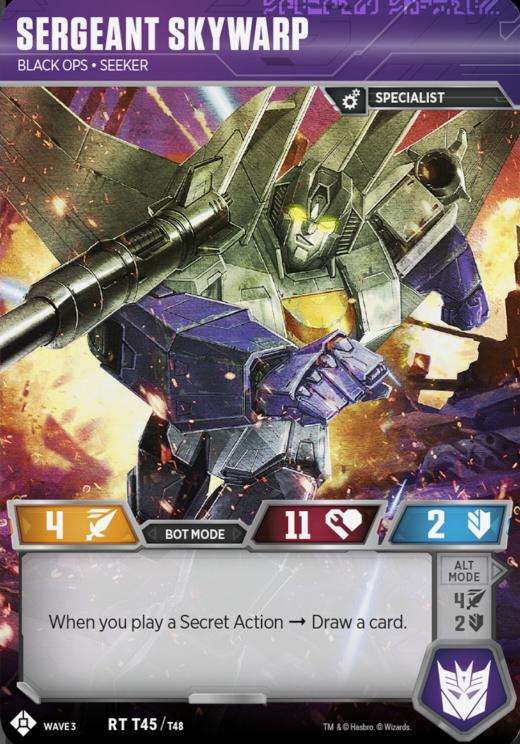 SERGEANT SKYWARP
BLACK OPS • SEEKER
SPECIALIST
4
BOT MODE
11
2
ALT
MODE
4
2
When you play a Secret Action → Draw a card.
WAVE 3
RT T45/T48
TM & © Hasbro. © Wizards.